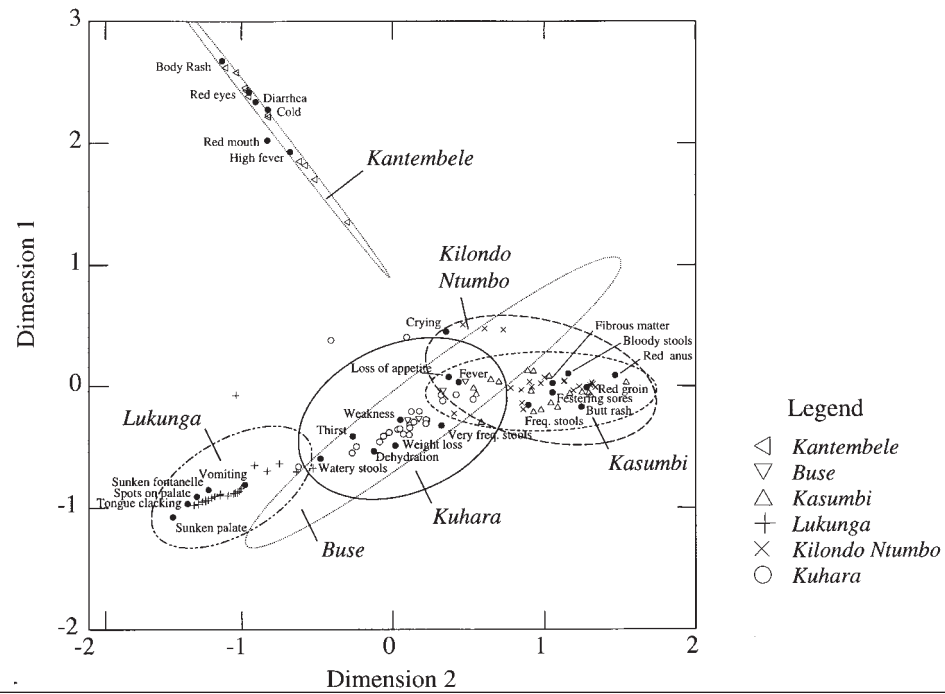 3
Body Rash
Red eyes
Diarrhea
Cold
2
Red mouth
High fever
Kantembele
1
Kilondo
Ntumbo
Dimension 1
Crying
Fibrous matter
Bloody stools
Red anus
Loss of appetite
Fever
0
Red groin
Festering sores
Butt rash
Freq. stools
Lukunga
Weakness
Thirst
Very freq. stools
Weight loss
Dehydration
Kasumbi
Watery stools
Vomiting
Sunken fontanelle
Spots on palate
Tongue clacking
-1
Sunken palate
Kuhara
Buse
-2
-2 -1 0 1 2
Dimension 2
Legend
Kantembele
Buse
Kasumbi
Lukunga
Kilondo Ntumbo
Kuhara